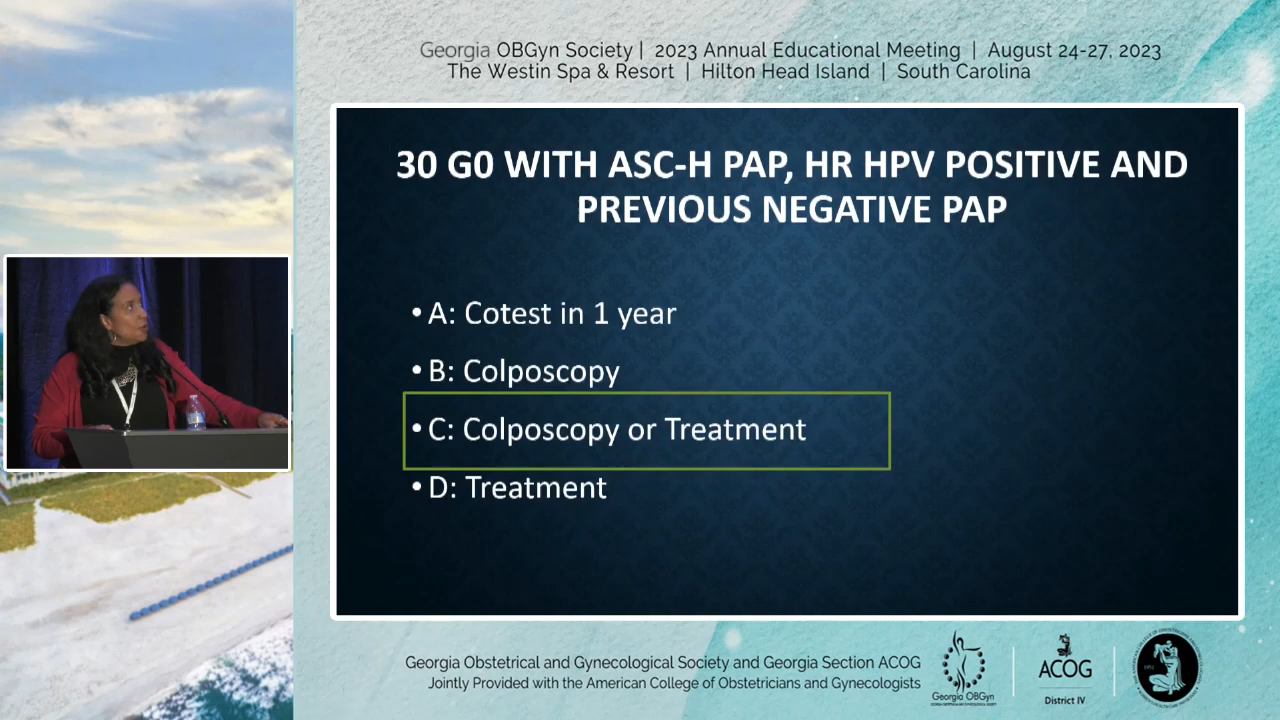 Georgia OBGyn Society | 2023 Annual Educational Meeting | August 24-27, 2023
The Westin Spa & Resort | Hilton Head Island | South Carolina
30 G0 WITH ASC-H PAP, HR HPV POSITIVE AND
PREVIOUS NEGATIVE PAP
• A: Cotest in 1 year
• B: Colposcopy
• C: Colposcopy or Treatment
• D: Treatment
Georgia Obstetrical and Gynecological Society and Georgia Section ACOG
Jointly Provided with the American College of Obstetricians and Gynecologists
Georgia OBGyn
ACOG
District IV